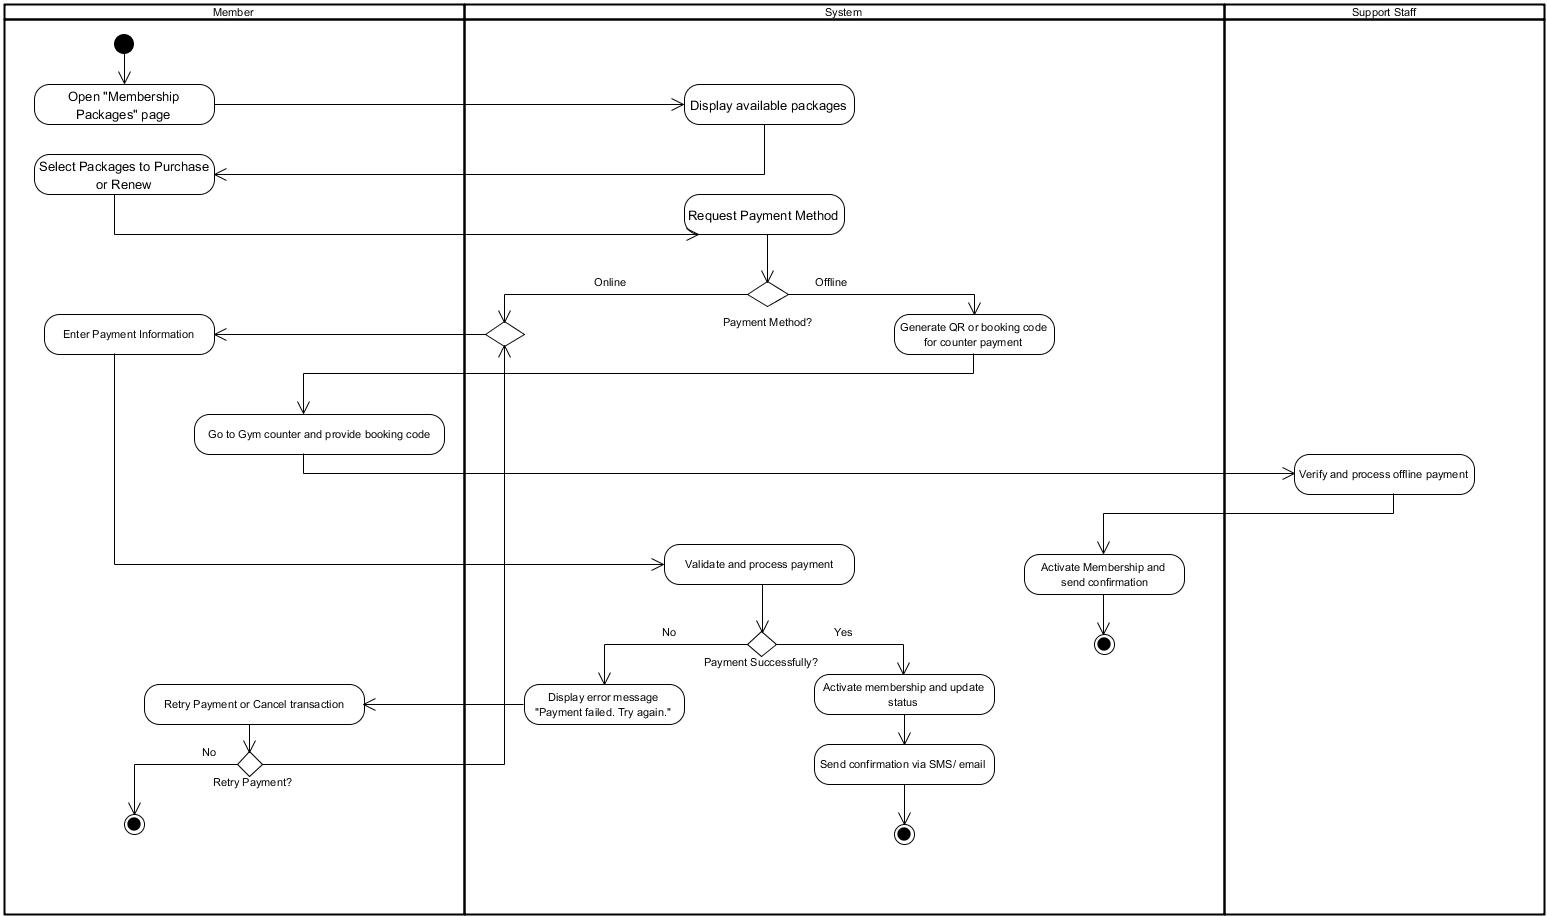 Member
System
Support Staff
Open "Membership
Packages" page
Display available packages
Select Packages to Purchase
or Renew
Request Payment Method
Online
Offline
Payment Method?
Enter Payment Information
Generate QR or booking code
for counter payment
Go to Gym counter and provide booking code
Verify and process offline payment
Validate and process payment
Activate Membership and
send confirmation
No
Yes
Payment Successfully?
Retry Payment or Cancel transaction
Display error message
"Payment failed. Try again."
Activate membership and update
status
No
Retry Payment?
Send confirmation via SMS/ email